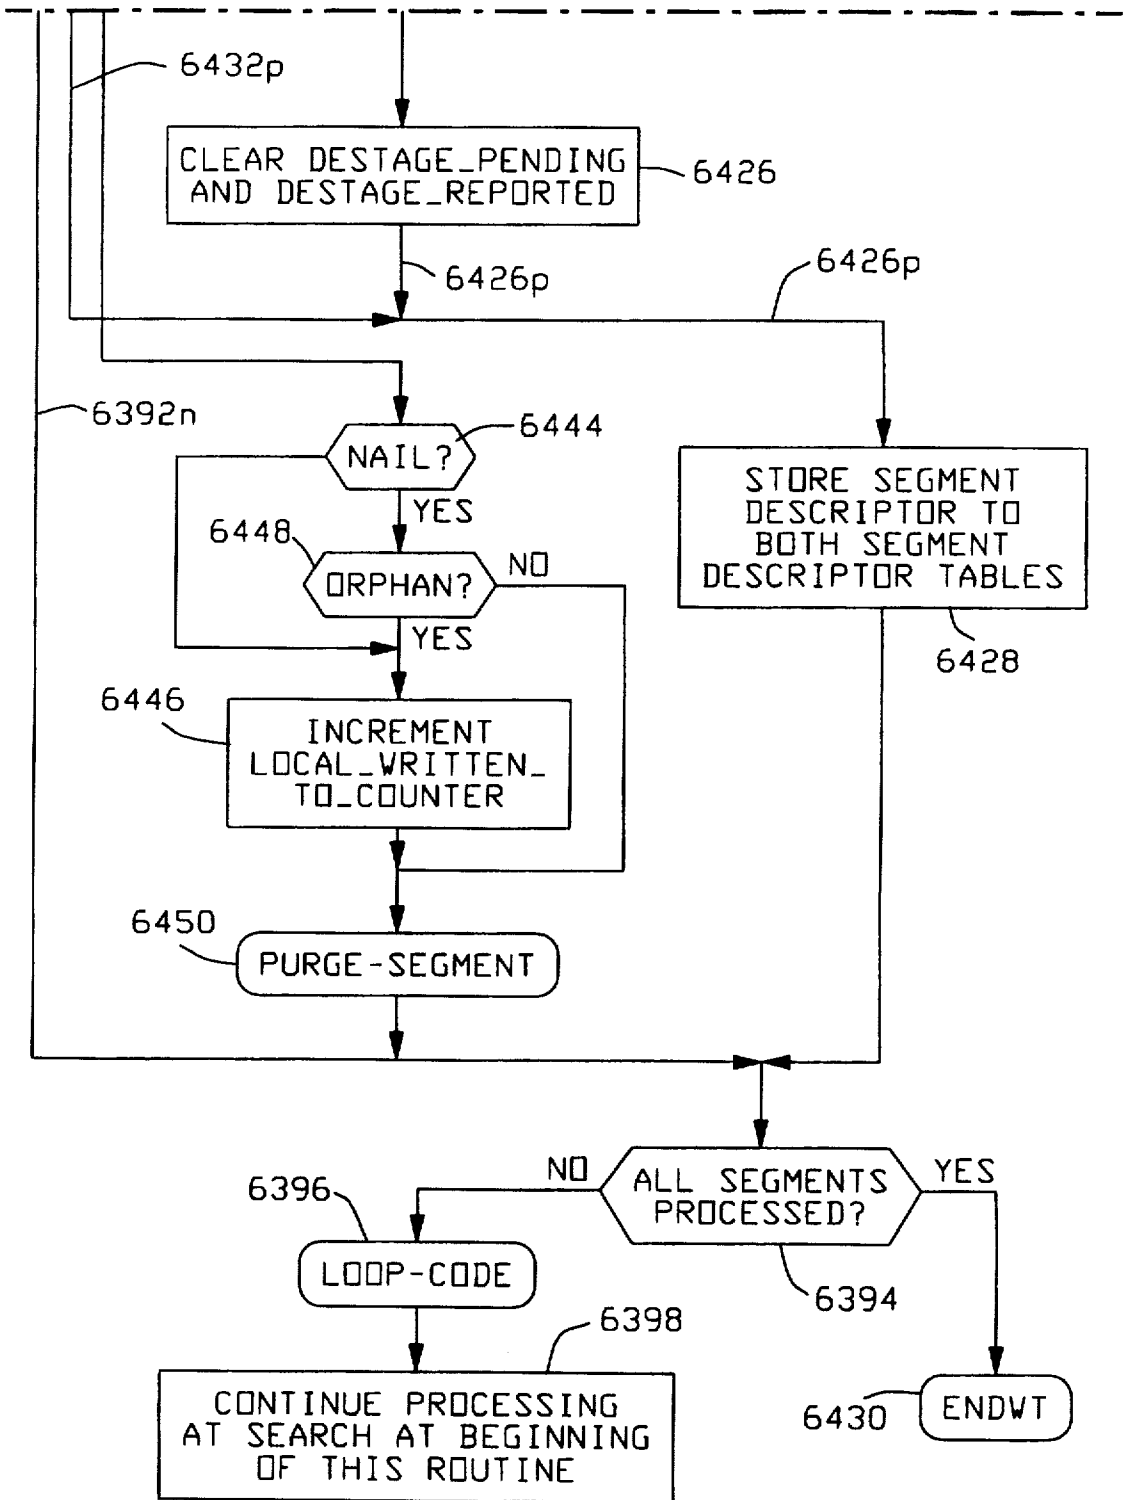 6432p
CLEAR DESTAGE_PENDING
AND DESTAGE_REPORTED
6426
6426p
6426p
6392n
NAIL?
6444
YES
6448
ORPHAN?
NO
YES
STORE SEGMENT
DESCRIPTOR TO
BOTH SEGMENT
DESCRIPTOR TABLES
6428
6446
INCREMENT
LOCAL_WRITTEN_
TO_COUNTER
6450
PURGE-SEGMENT
NO
ALL SEGMENTS
PROCESSED?
YES
6396
LOOP-CODE
6394
6398
CONTINUE PROCESSING
AT SEARCH AT BEGINNING
OF THIS ROUTINE
6430
ENDWT